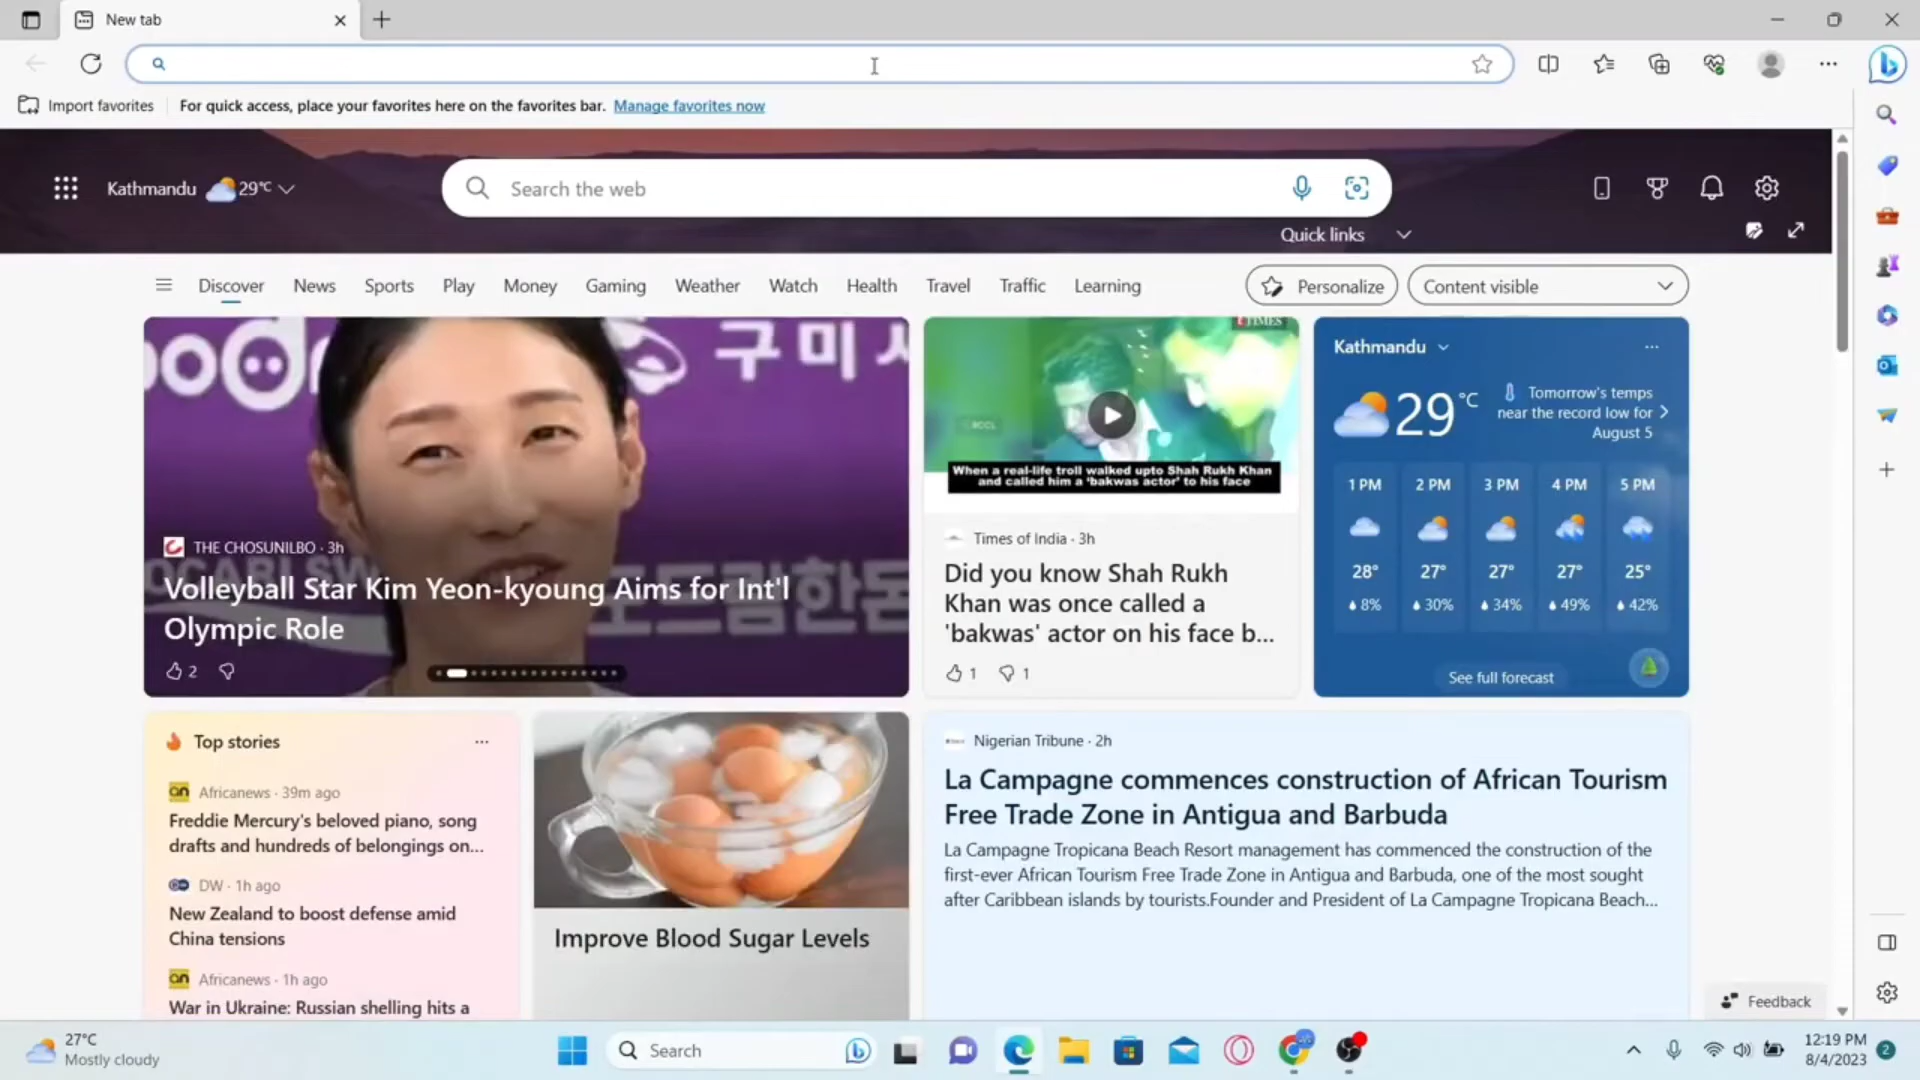 New tab
Import favorites
For quick access, place your favorites here on the favorites bar. Manage favorites now
Kathmandu 29°C
Search the web
Quick links
Discover News Sports Play Money Gaming Weather Watch Health Travel Traffic Learning
Personalize
Content visible
구미시
THE CHOSUNILBO · 3h
Volleyball Star Kim Yeon-kyoung Aims for Int'l
Olympic Role
2
TIMES
When a real-life troll walked upto Shah Rukh Khan
and called him a 'bakwas actor' to his face
Times of India · 3h
Did you know Shah Rukh
Khan was once called a
'bakwas' actor on his face b...
1 1
Kathmandu
29 °C
Tomorrow's temps
near the record low for
August 5
1 PM 2 PM 3 PM 4 PM 5 PM
28° 27° 27° 27° 25°
8% 30% 34% 49% 42%
See full forecast
Top stories
Africanews · 39m ago
Freddie Mercury's beloved piano, song
drafts and hundreds of belongings on...
DW · 1h ago
New Zealand to boost defense amid
China tensions
Africanews · 1h ago
War in Ukraine: Russian shelling hits a
Improve Blood Sugar Levels
Nigerian Tribune · 2h
La Campagne commences construction of African Tourism
Free Trade Zone in Antigua and Barbuda
La Campagne Tropicana Beach Resort management has commenced the construction of the
first-ever African Tourism Free Trade Zone in Antigua and Barbuda, one of the most sought
after Caribbean islands by tourists.Founder and President of La Campagne Tropicana Beach...
Feedback
27°C
Mostly cloudy
Search
12:19 PM
8/4/2023
2